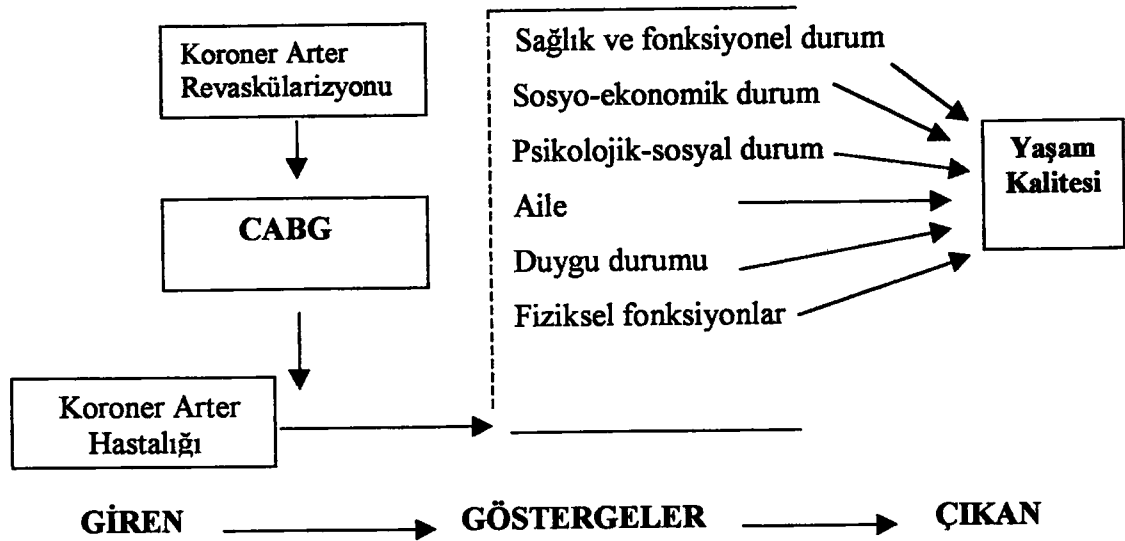 Koroner Arter
Revaskülarizyonu
CABG
Koroner Arter
Hastalığı
Sağlık ve fonksiyonel durum
Sosyo-ekonomik durum
Psikolojik-sosyal durum
Aile
Duygu durumu
Fiziksel fonksiyonlar
Yaşam
Kalitesi
GİREN GÖSTERGELER ÇIKAN